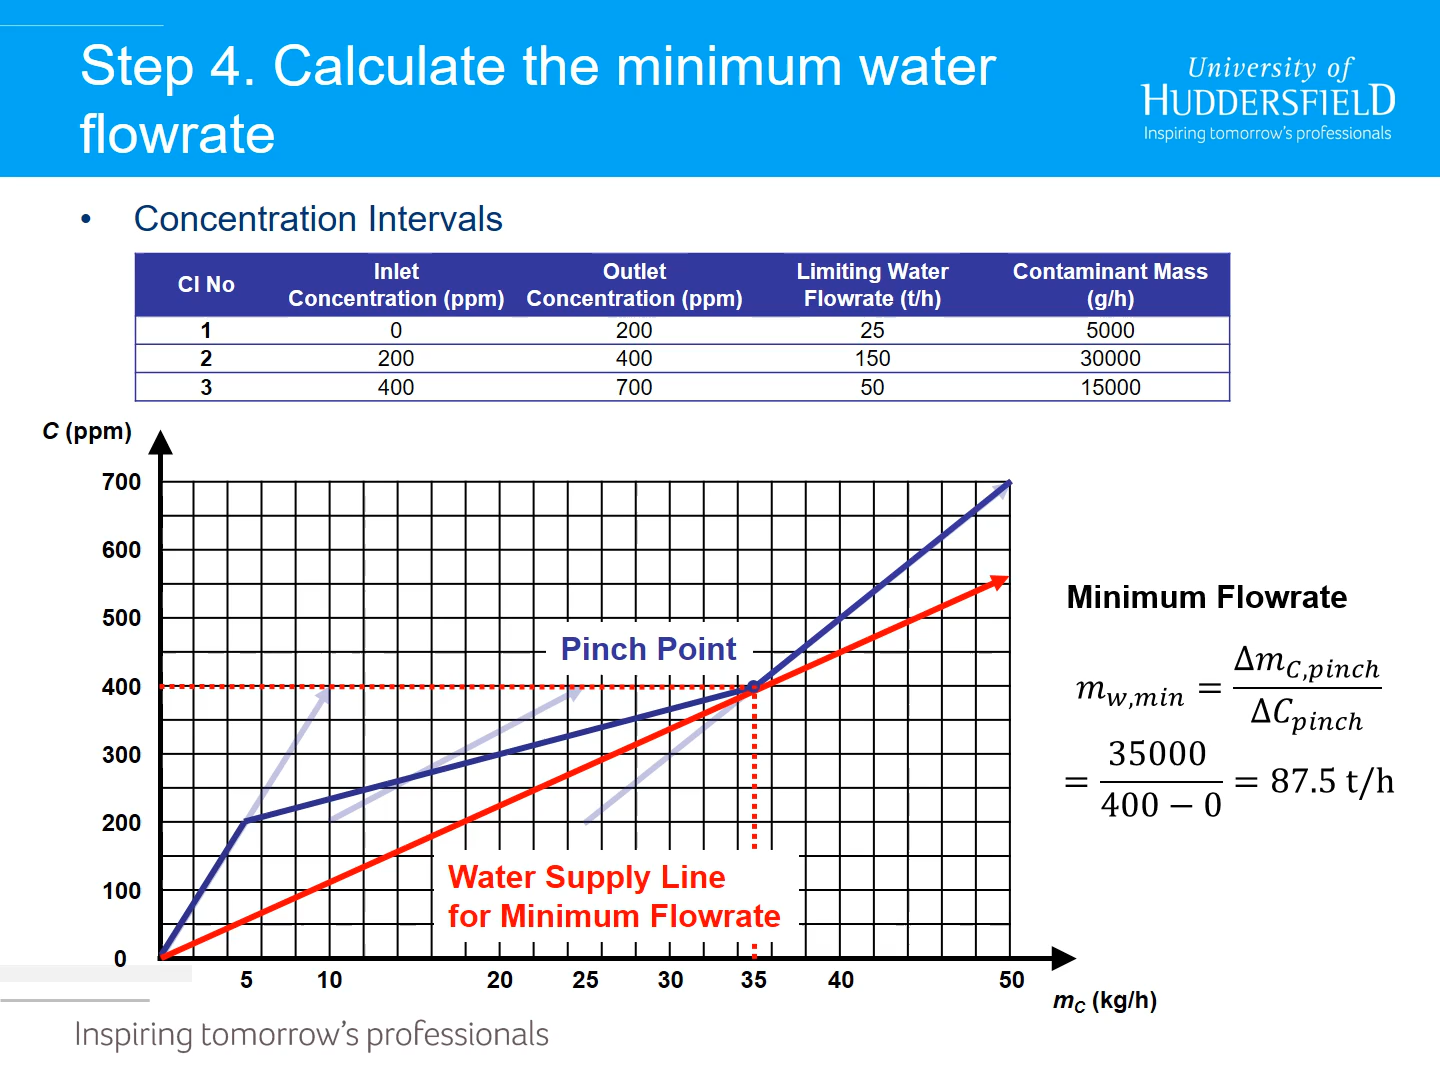 Step 4. Calculate the minimum water
flowrate
University of
HUDDERSFIELD
Inspiring tomorrow's professionals
• Concentration Intervals
CI No Inlet Concentration (ppm) Outlet Concentration (ppm) Limiting Water Flowrate (t/h) Contaminant Mass (g/h)
1 0 200 25 5000
2 200 400 150 30000
3 400 700 50 15000
C (ppm)
700
600
500
400
300
200
100
0
Pinch Point
Water Supply Line
for Minimum Flowrate
5 10 20 25 30 35 40 50
m_C (kg/h)
Minimum Flowrate
m_{w,min} = Δm_{C,pinch} / ΔC_{pinch}
= 35000 / (400 − 0) = 87.5 t/h
Inspiring tomorrow's professionals